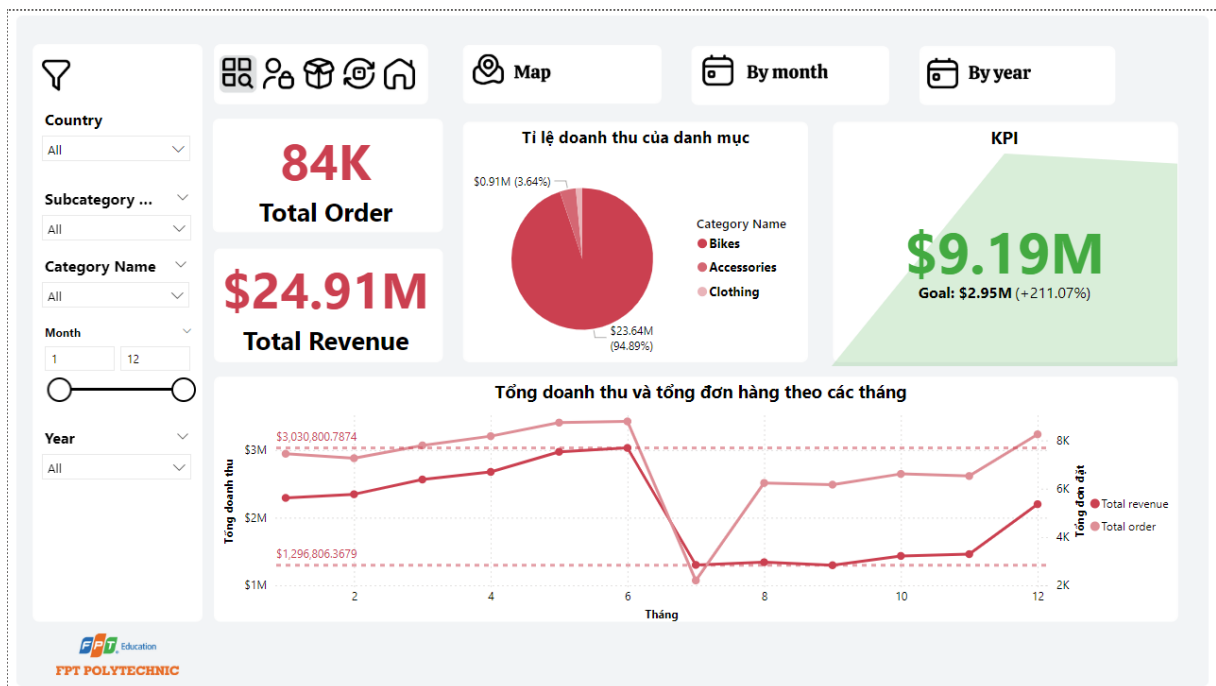 Map
By month
By year
Country
All
Subcategory ...
All
Category Name
All
Month
1
12
Year
All
84K
Total Order
$24.91M
Total Revenue
Tỉ lệ doanh thu của danh mục
$0.91M (3.64%)
$23.64M
(94.89%)
Category Name
Bikes
Accessories
Clothing
KPI
$9.19M
Goal: $2.95M (+211.07%)
Tổng doanh thu và tổng đơn hàng theo các tháng
Tổng doanh thu
$3M
$2M
$1M
$3,030,800.7874
$1,296,806.3679
2
4
6
8
10
12
Tháng
8K
6K
4K
2K
Tổng đơn đặt
Total revenue
Total order
FPT Education
FPT POLYTECHNIC